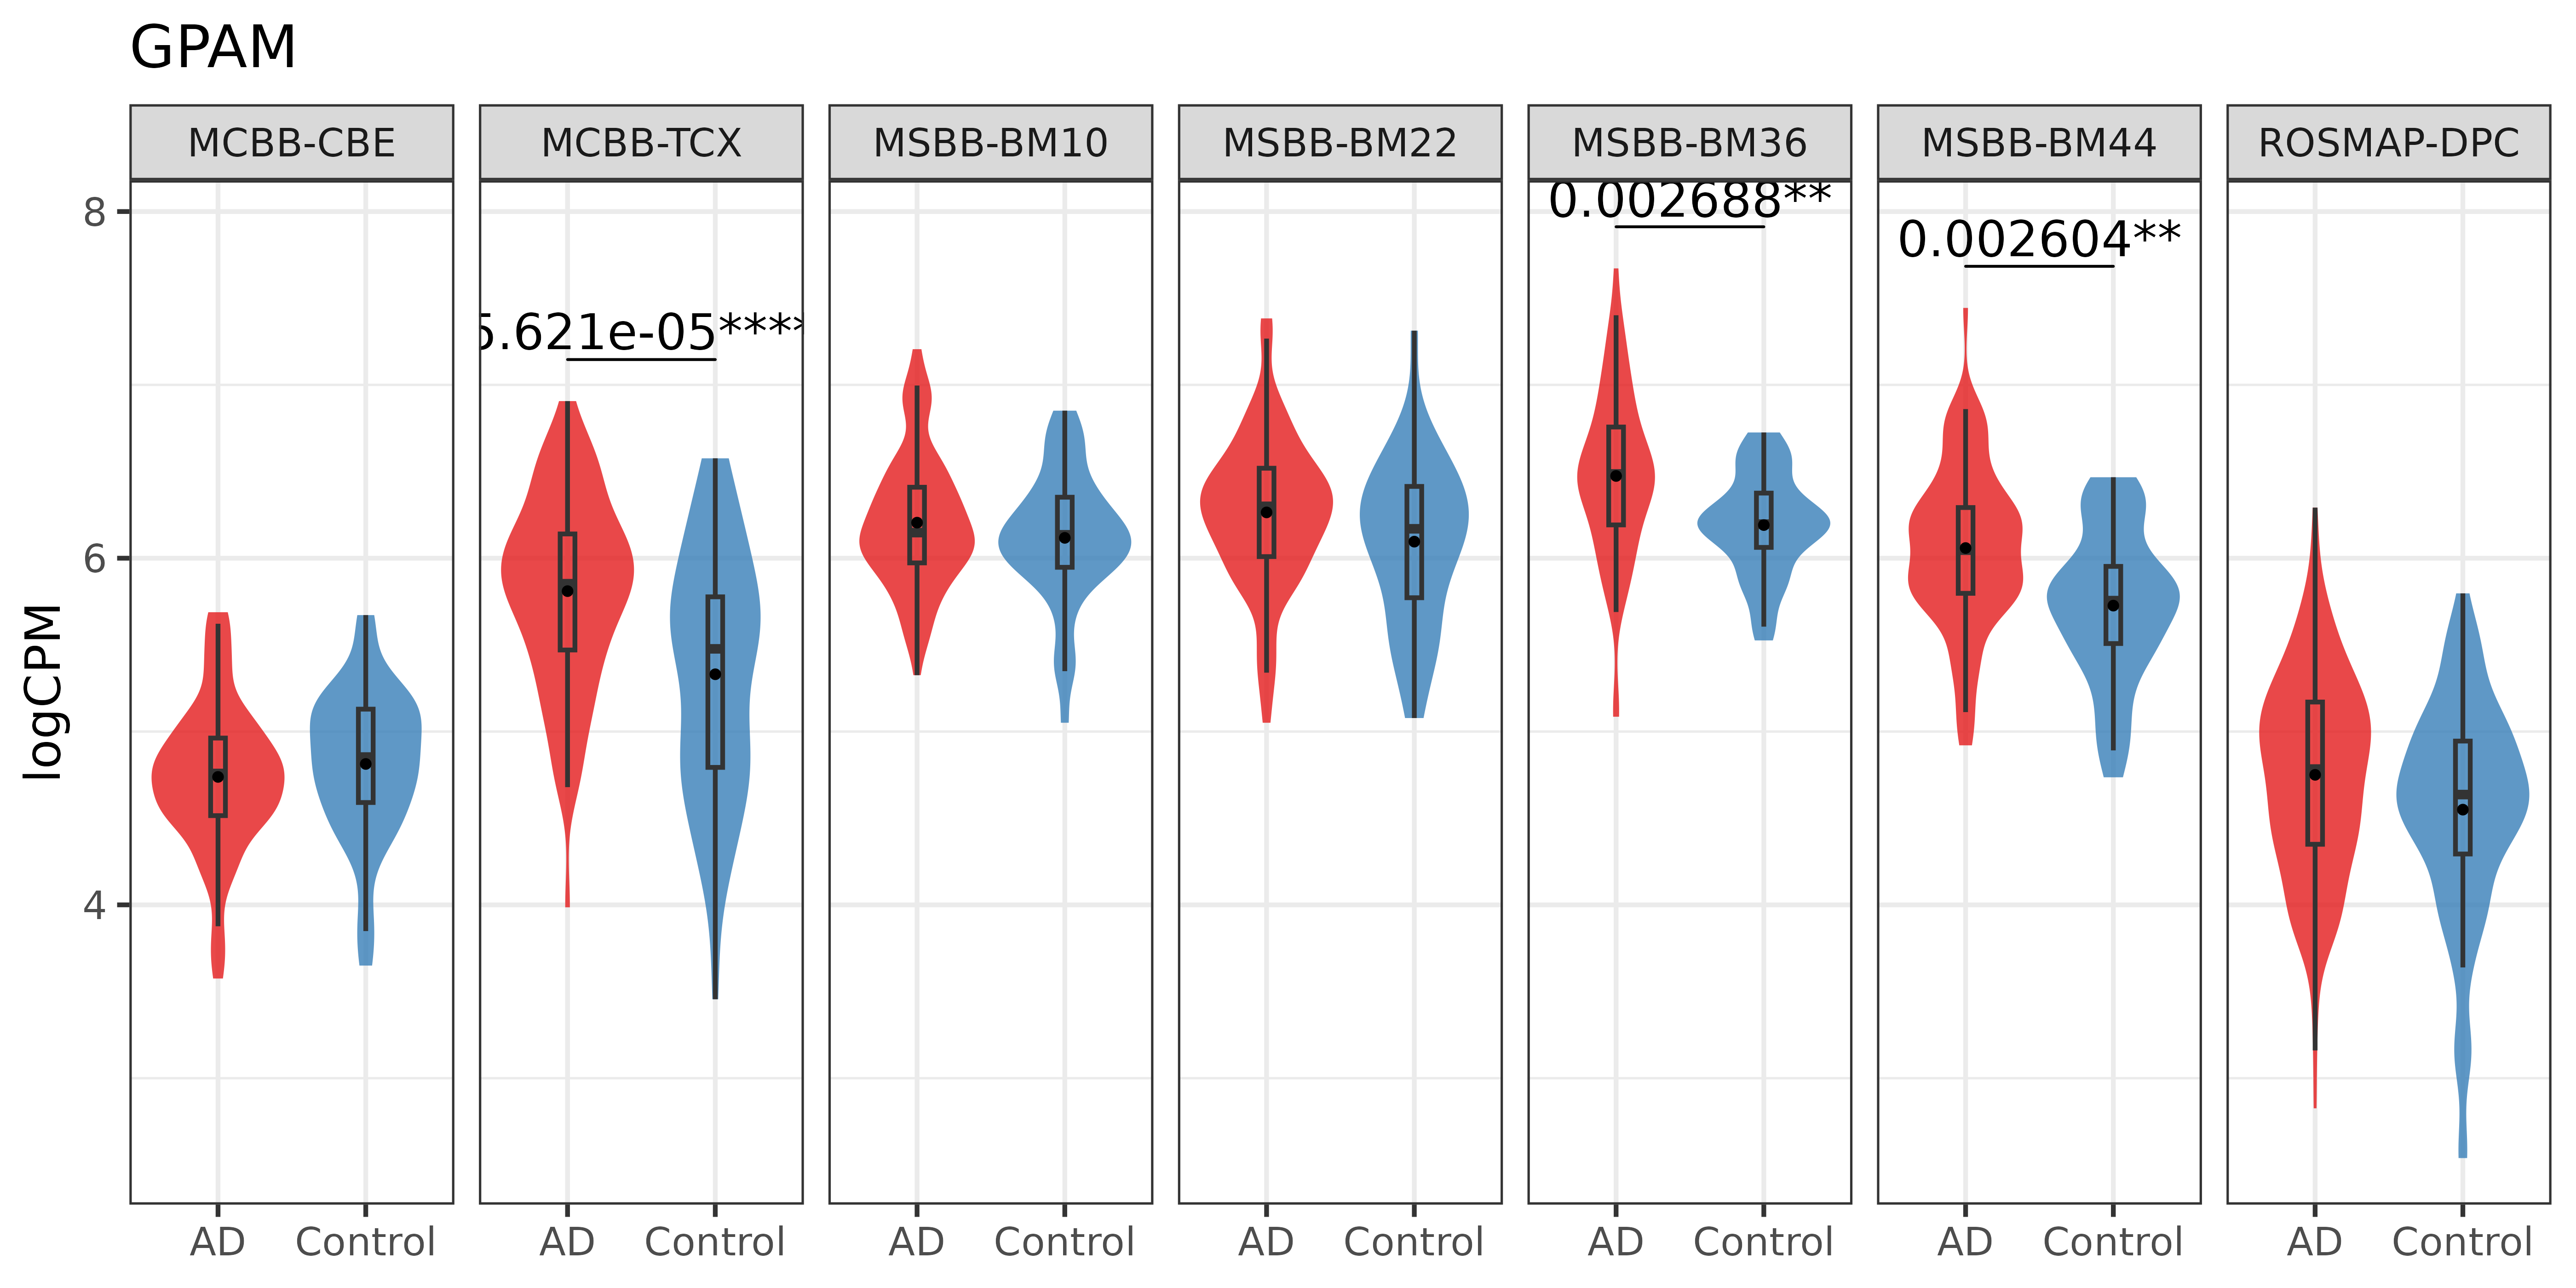 GPAM
MCBB-CBE MCBB-TCX MSBB-BM10 MSBB-BM22 MSBB-BM36 MSBB-BM44 ROSMAP-DPC
0.002688**
8
0.002604**
5.621e-05****
6
logCPM
4
AD Control AD Control AD Control AD Control AD Control AD Control AD Control